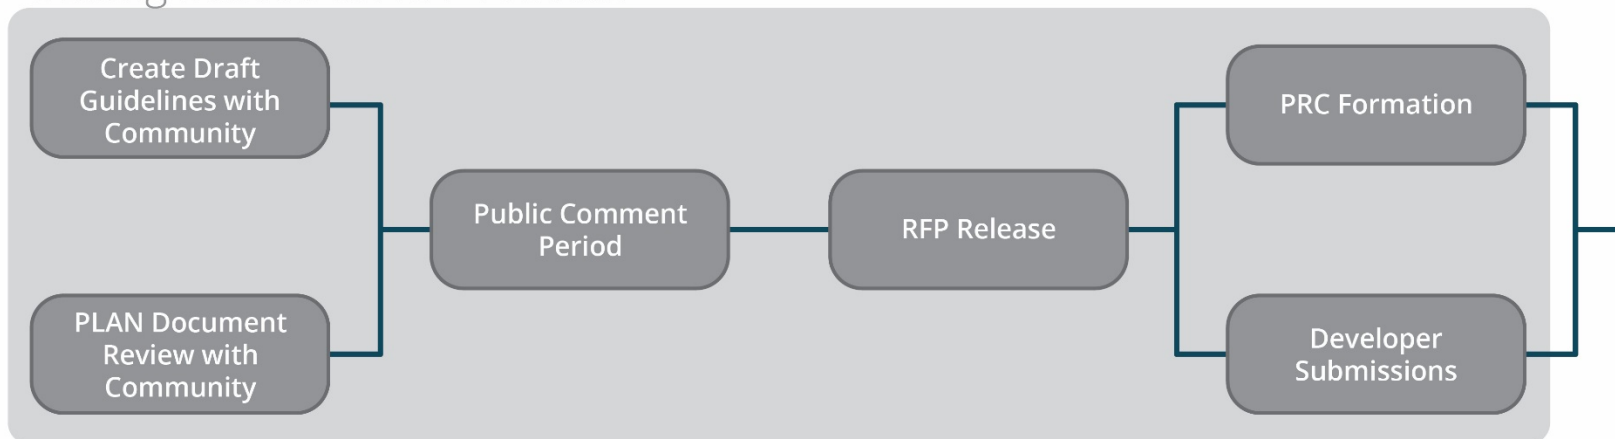 Create Draft
Guidelines with
Community
PLAN Document
Review with
Community
Public Comment
Period
RFP Release
PRC Formation
Developer
Submissions